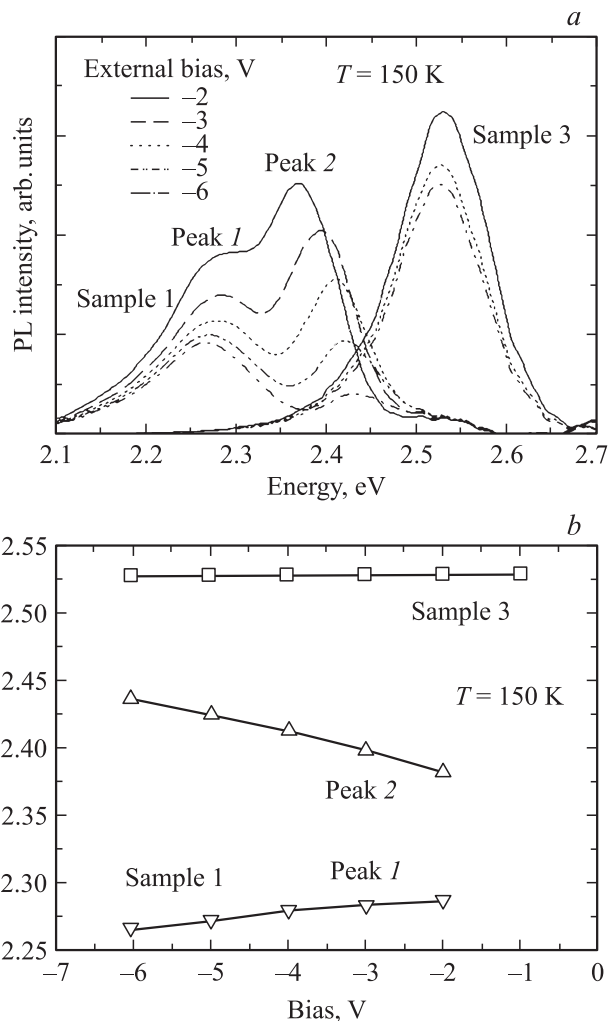 a
External bias, V
–2
–3
–4
–5
–6
T = 150 K
Sample 3
Peak 2
Peak 1
Sample 1
PL intensity, arb. units
2.1 2.2 2.3 2.4 2.5 2.6 2.7
Energy, eV
b
2.55
2.50
2.45
2.40
2.35
2.30
2.25
Sample 3
T = 150 K
Peak 2
Sample 1
Peak 1
–7 –6 –5 –4 –3 –2 –1 0
Bias, V